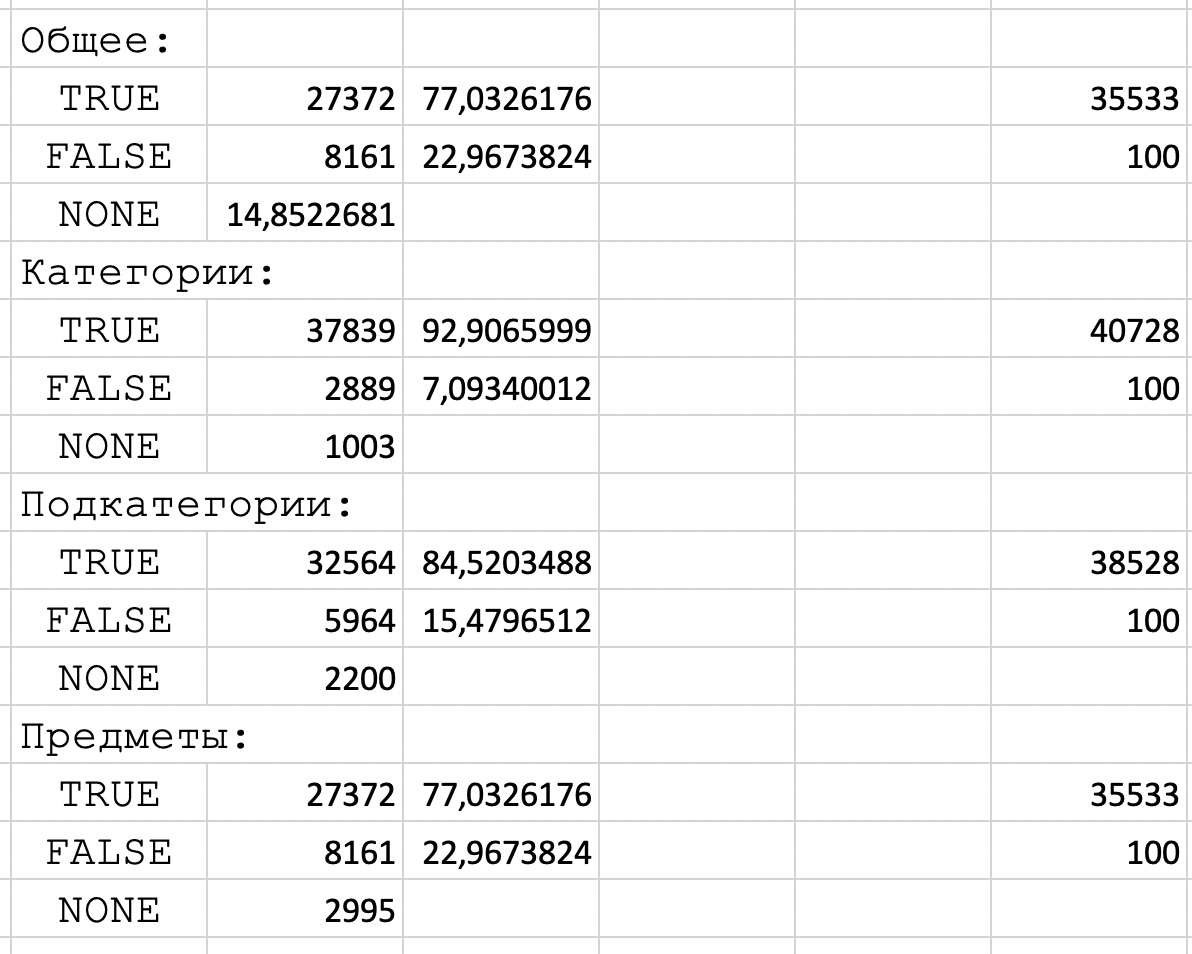 Общее:
TRUE 27372 77,0326176 35533
FALSE 8161 22,9673824 100
NONE 14,8522681
Категории:
TRUE 37839 92,9065999 40728
FALSE 2889 7,09340012 100
NONE 1003
Подкатегории:
TRUE 32564 84,5203488 38528
FALSE 5964 15,4796512 100
NONE 2200
Предметы:
TRUE 27372 77,0326176 35533
FALSE 8161 22,9673824 100
NONE 2995